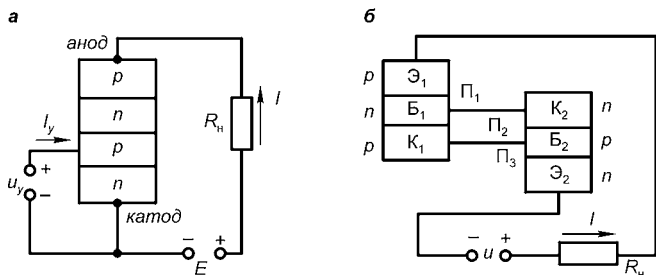 а
анод
p
n
p
n
Iу
+
−
uу
катод
Rн
I
−
+
E
б
p
Э1
n
Б1
p
К1
П1
П2
П3
К2
n
Б2
p
Э2
n
−
u
+
I
Rн